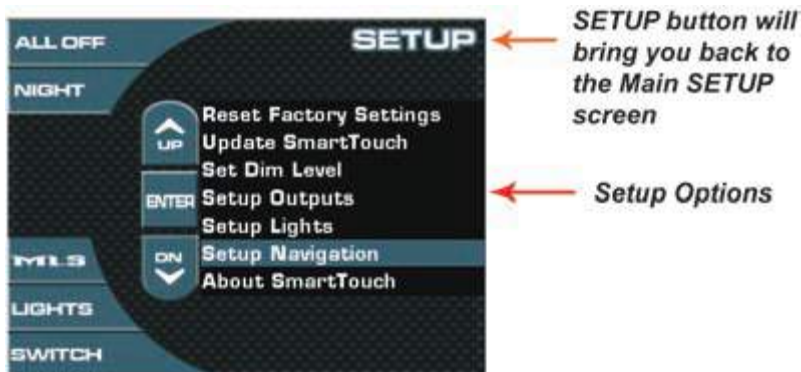 ALL OFF
NIGHT
SETUP
SETUP button will
bring you back to
the Main SETUP
screen
UP
ENTER
DN
Reset Factory Settings
Update SmartTouch
Set Dim Level
Setup Outputs
Setup Lights
Setup Navigation
About SmartTouch
Setup Options
MLS
LIGHTS
SWITCH